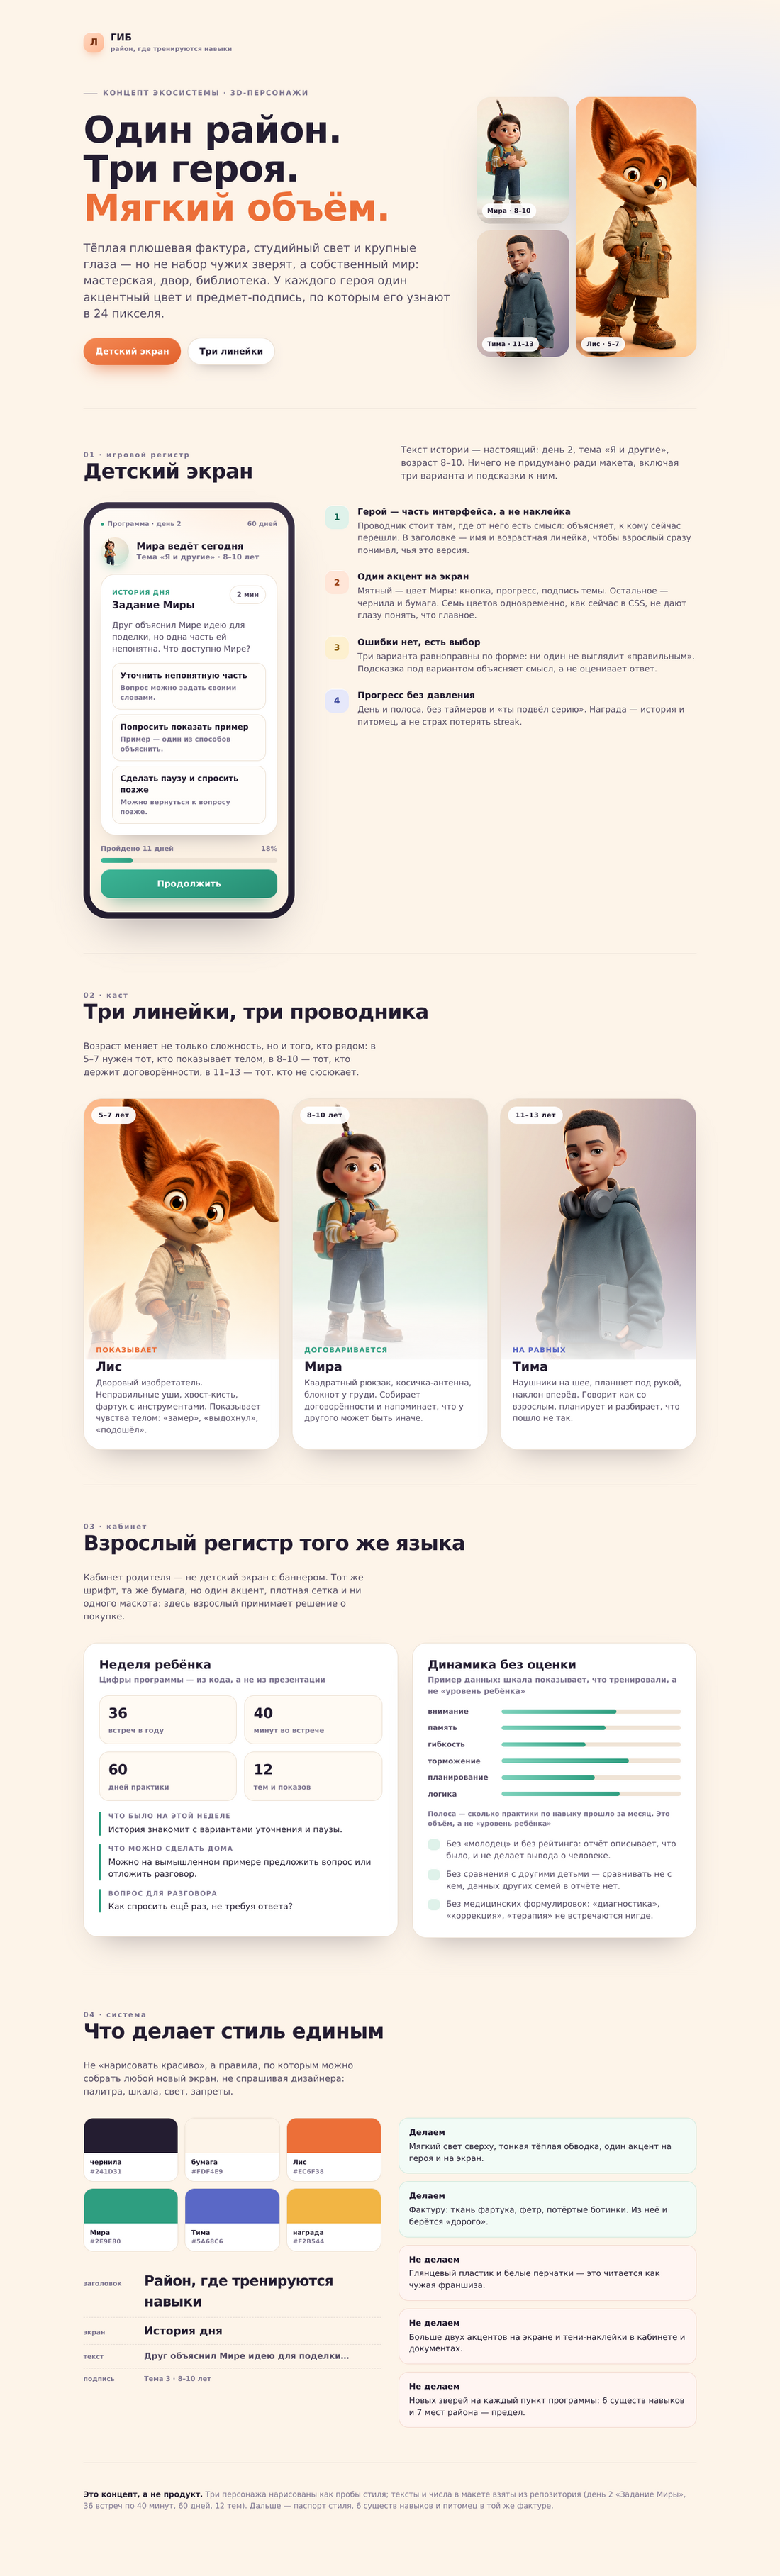 Л
ГИБ
район, где тренируются навыки
КОНЦЕПТ ЭКОСИСТЕМЫ · 3D-ПЕРСОНАЖИ
Один район.
Три героя.
Мягкий объём.
Тёплая плюшевая фактура, студийный свет и крупные
глаза — но не набор чужих зверят, а собственный мир:
мастерская, двор, библиотека. У каждого героя один
акцентный цвет и предмет-подпись, по которым его узнают
в 24 пикселя.
Детский экран
Три линейки
Мира · 8–10
Тима · 11–13
Лис · 5–7
01 · игровой регистр
Детский экран
Текст истории — настоящий: день 2, тема «Я и другие»,
возраст 8–10. Ничего не придумано ради макета, включая
три варианта и подсказки к ним.
Программа · день 2
60 дней
Мира ведёт сегодня
Тема «Я и другие» · 8–10 лет
ИСТОРИЯ ДНЯ
Задание Миры
2 мин
Друг объяснил Мире идею для
поделки, но одна часть ей
непонятна. Что доступно Мире?
Уточнить непонятную часть
Вопрос можно задать своими
словами.
Попросить показать пример
Пример — один из способов
объяснить.
Сделать паузу и спросить
позже
Можно вернуться к вопросу
позже.
Пройдено 11 дней
18%
Продолжить
1
Герой — часть интерфейса, а не наклейка
Проводник стоит там, где от него есть смысл: объясняет, к кому сейчас
перешли. В заголовке — имя и возрастная линейка, чтобы взрослый сразу
понимал, чья это версия.
2
Один акцент на экран
Мятный — цвет Миры: кнопка, прогресс, подпись темы. Остальное —
чернила и бумага. Семь цветов одновременно, как сейчас в CSS, не дают
глазу понять, что главное.
3
Ошибки нет, есть выбор
Три варианта равноправны по форме: ни один не выглядит «правильным».
Подсказка под вариантом объясняет смысл, а не оценивает ответ.
4
Прогресс без давления
День и полоса, без таймеров и «ты подвёл серию». Награда — история и
питомец, а не страх потерять streak.
02 · каст
Три линейки, три проводника
Возраст меняет не только сложность, но и того, кто рядом: в
5–7 нужен тот, кто показывает телом, в 8–10 — тот, кто
держит договорённости, в 11–13 — тот, кто не сюсюкает.
5–7 лет
ПОКАЗЫВАЕТ
Лис
Дворовый изобретатель.
Неправильные уши, хвост-кисть,
фартук с инструментами. Показывает
чувства телом: «замер», «выдохнул»,
«подошёл».
8–10 лет
ДОГОВАРИВАЕТСЯ
Мира
Квадратный рюкзак, косичка-антенна,
блокнот у груди. Собирает
договорённости и напоминает, что у
другого может быть иначе.
11–13 лет
НА РАВНЫХ
Тима
Наушники на шее, планшет под рукой,
наклон вперёд. Говорит как со
взрослым, планирует и разбирает, что
пошло не так.
03 · кабинет
Взрослый регистр того же языка
Кабинет родителя — не детский экран с баннером. Тот же
шрифт, та же бумага, но один акцент, плотная сетка и ни
одного маскота: здесь взрослый принимает решение о
покупке.
Неделя ребёнка
Цифры программы — из кода, а не из презентации
36
встреч в году
40
минут во встрече
60
дней практики
12
тем и показов
ЧТО БЫЛО НА ЭТОЙ НЕДЕЛЕ
История знакомит с вариантами уточнения и паузы.
ЧТО МОЖНО СДЕЛАТЬ ДОМА
Можно на вымышленном примере предложить вопрос или
отложить разговор.
ВОПРОС ДЛЯ РАЗГОВОРА
Как спросить ещё раз, не требуя ответа?
Динамика без оценки
Пример данных: шкала показывает, что тренировали, а
не «уровень ребёнка»
внимание
память
гибкость
торможение
планирование
логика
Полоса — сколько практики по навыку прошло за месяц. Это
объём, а не «уровень ребёнка»
Без «молодец» и без рейтинга: отчёт описывает, что
было, и не делает вывода о человеке.
Без сравнения с другими детьми — сравнивать не с
кем, данных других семей в отчёте нет.
Без медицинских формулировок: «диагностика»,
«коррекция», «терапия» не встречаются нигде.
04 · система
Что делает стиль единым
Не «нарисовать красиво», а правила, по которым можно
собрать любой новый экран, не спрашивая дизайнера:
палитра, шкала, свет, запреты.
чернила
#241D31
бумага
#FDF4E9
Лис
#EC6F38
Мира
#2E9E80
Тима
#5A68C6
награда
#F2B544
заголовок
Район, где тренируются
навыки
экран
История дня
текст
Друг объяснил Мире идею для поделки…
подпись
Тема 3 · 8–10 лет
Делаем
Мягкий свет сверху, тонкая тёплая обводка, один акцент на
героя и на экран.
Делаем
Фактуру: ткань фартука, фетр, потёртые ботинки. Из неё и
берётся «дорого».
Не делаем
Глянцевый пластик и белые перчатки — это читается как
чужая франшиза.
Не делаем
Больше двух акцентов на экране и тени-наклейки в кабинете и
документах.
Не делаем
Новых зверей на каждый пункт программы: 6 существ навыков
и 7 мест района — предел.
Это концепт, а не продукт. Три персонажа нарисованы как пробы стиля; тексты и числа в макете взяты из репозитория (день 2 «Задание Миры»,
36 встреч по 40 минут, 60 дней, 12 тем). Дальше — паспорт стиля, 6 существ навыков и питомец в той же фактуре.